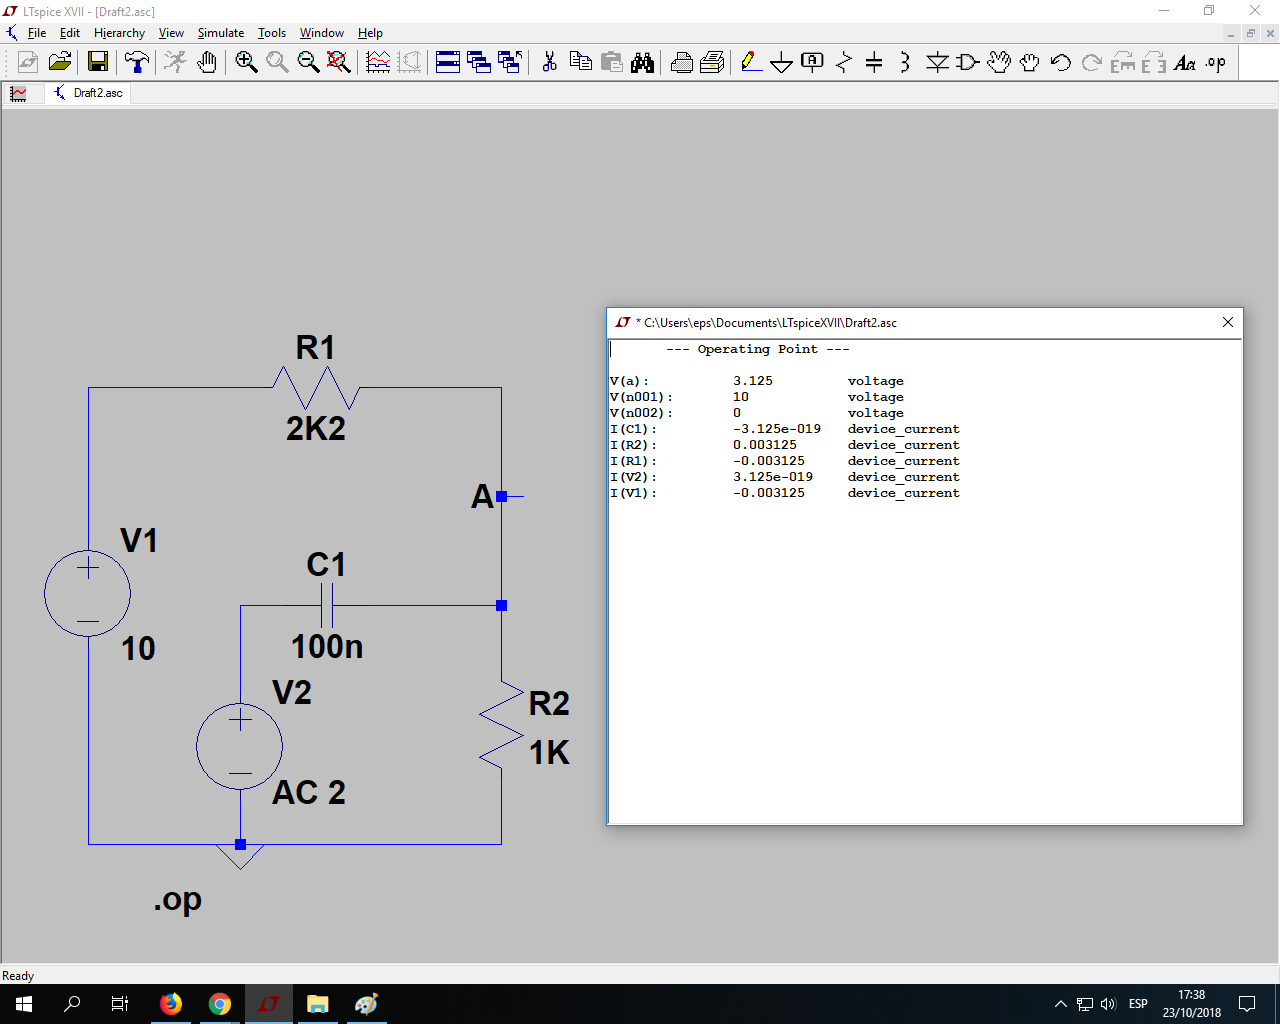 LTspice XVII - [Draft2.asc]
File Edit Hierarchy View Simulate Tools Window Help
Aa .op
Draft2.asc
R1
2K2
A
V1
10
C1
100n
V2
AC 2
R2
1K
.op
* C:\Users\eps\Documents\LTspiceXVII\Draft2.asc
--- Operating Point ---
V(a): 3.125 voltage
V(n001): 10 voltage
V(n002): 0 voltage
I(C1): -3.125e-019 device_current
I(R2): 0.003125 device_current
I(R1): -0.003125 device_current
I(V2): 3.125e-019 device_current
I(V1): -0.003125 device_current
Ready
ESP
17:38
23/10/2018